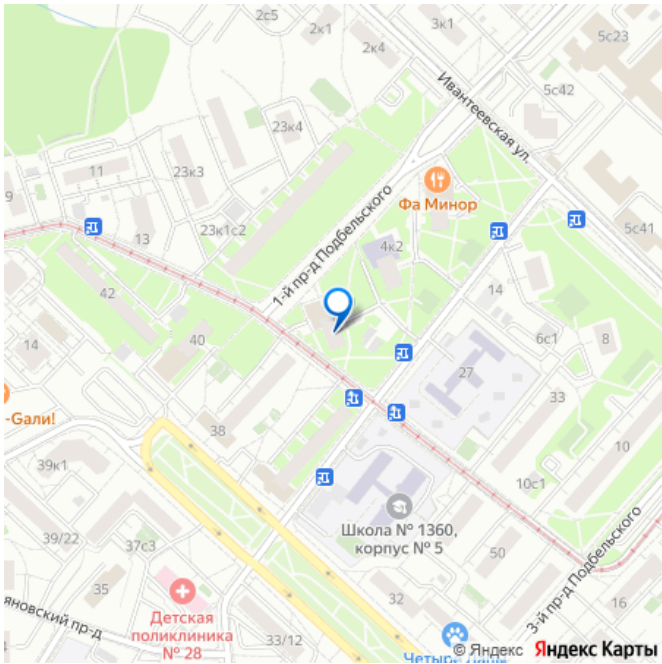 2с5
2к1
3к1
5с23
2к4
Ивантеевская ул.
5с42
23к4
11
23к3
9
Фа Минор
23к1с2
13
1-й пр-д Подбельского
4к2
5с41
42
14
14
40
6с1
8
27
33
-Gали!
38
39к1
10
10с1
Школа № 1360,
корпус № 5
39/22
37с3
50
3-й пр-д Подбельского
35
32
16
яновский пр-д
Детская
поликлиника
№ 28
33/12
Четыре Лапы
© Яндекс Яндекс Карты